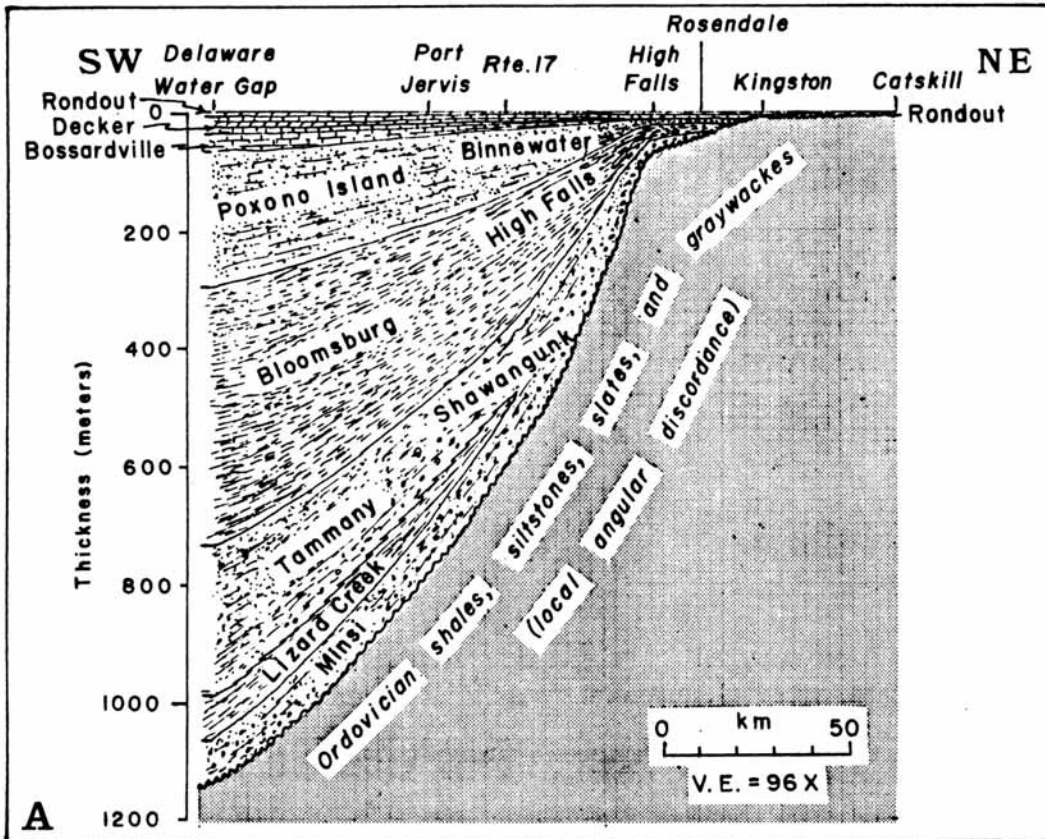 Rosendale
SW
Delaware
Water Gap
Port
Jervis
Rte. 17
High
Falls
Kingston
NE
Catskill
Rondout
0
Decker
Bossardville
Rondout
Binnewater
Poxono Island
High Falls
graywackes
200
and
Bloomsburg
400
Shawangunk
slates,
discordance)
Thickness (meters)
600
Tammany
siltstones,
angular
800
Lizard Creek
Minsi
shales,
(local
Ordovician
1000
0 km 50
V. E. = 96 X
A
1200